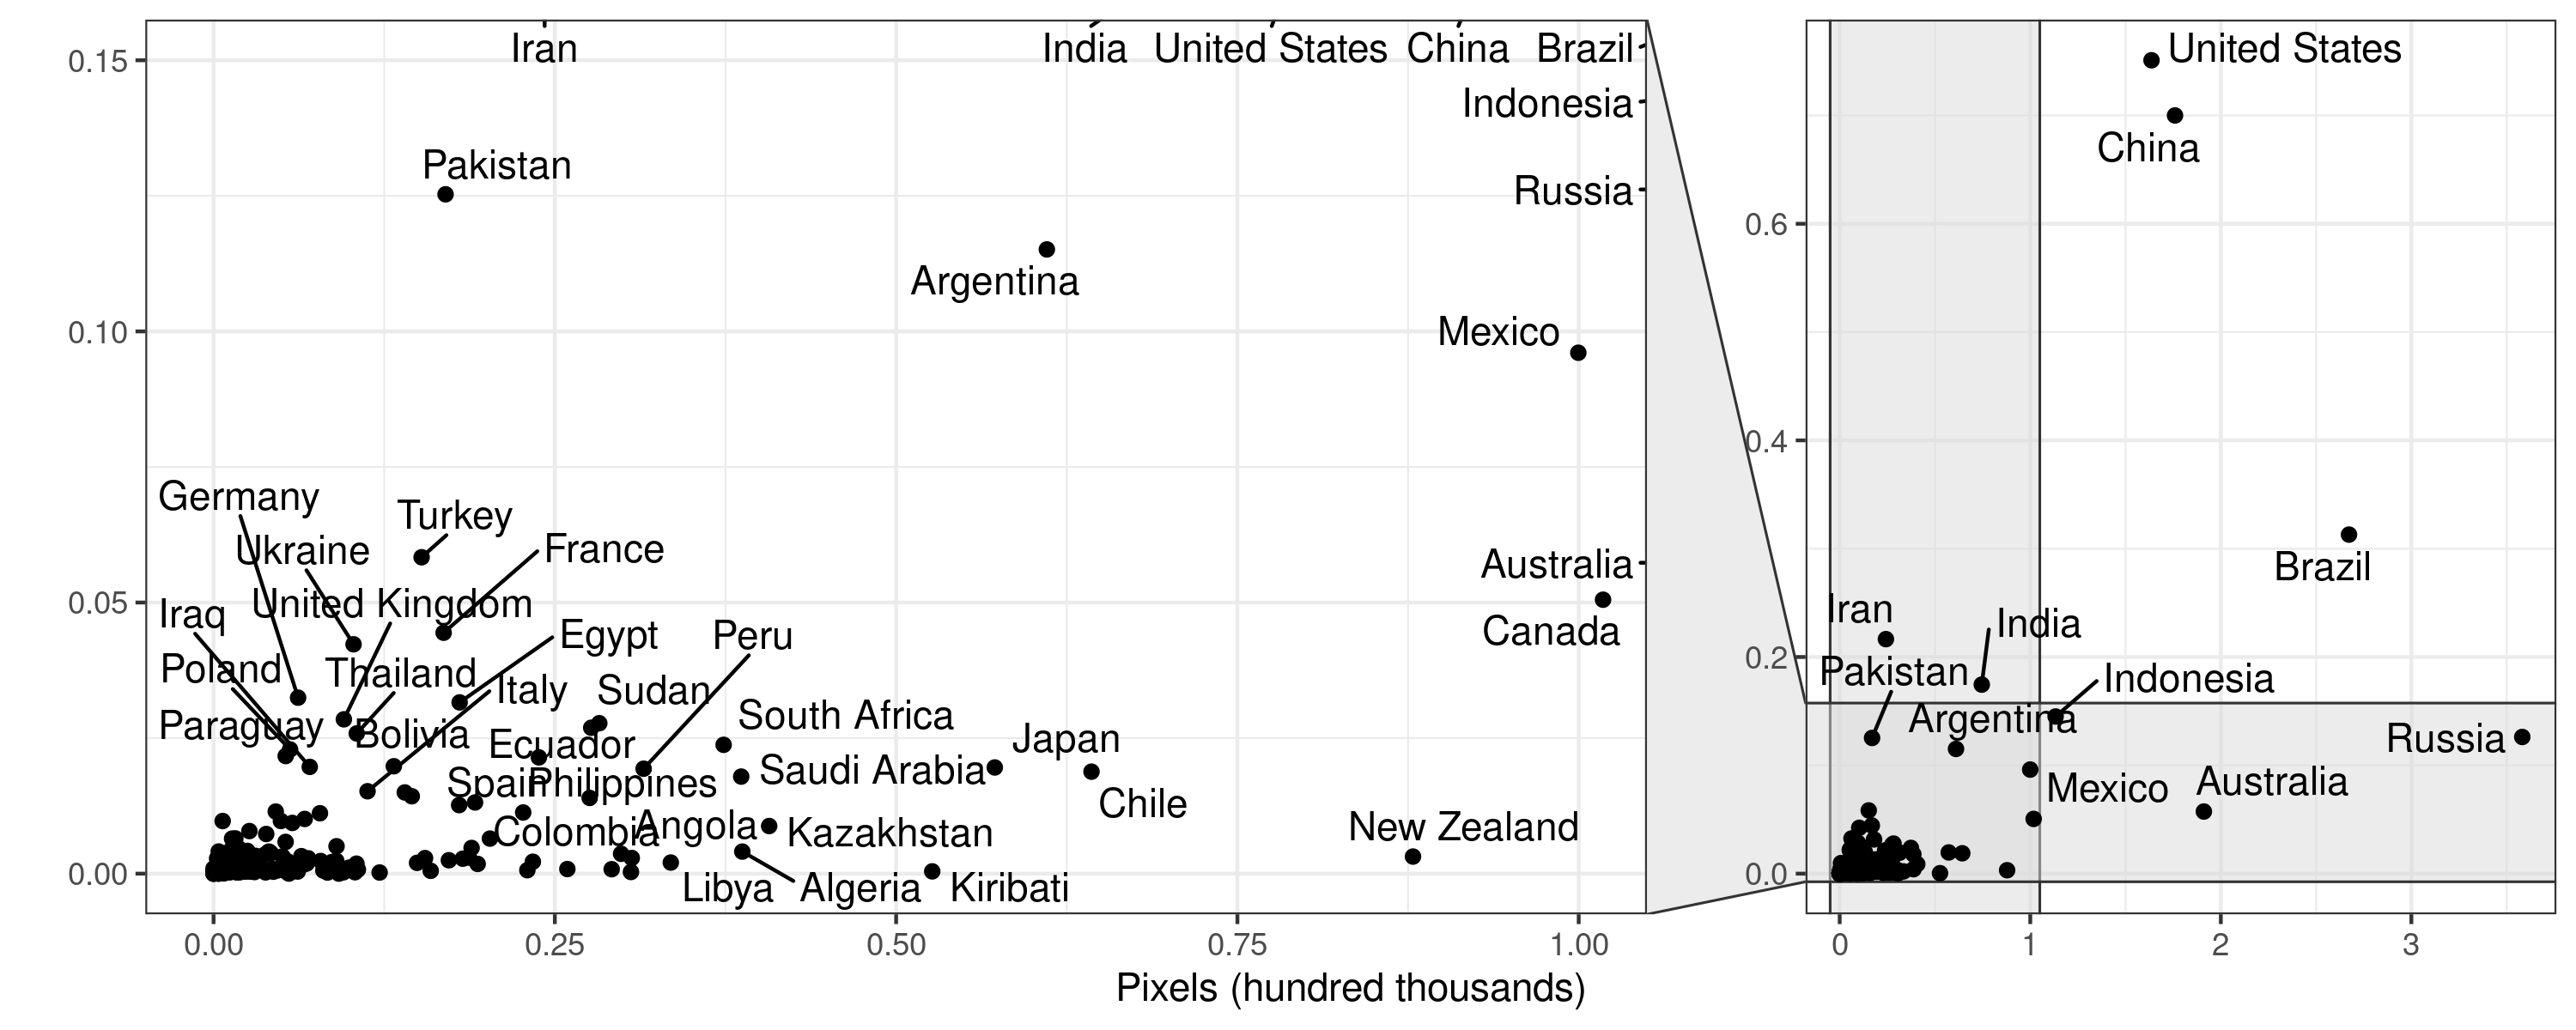 0.15
Iran
India
United States
China
Brazil
Indonesia
Pakistan
Russia
Argentina
0.10
Mexico
Germany
Turkey
Ukraine
France
Australia
0.05
United Kingdom
Iraq
Canada
Egypt
Peru
Poland
Thailand
Italy
Sudan
Paraguay
Bolivia
South Africa
Ecuador
Japan
Saudi Arabia
Spain
Philippines
Chile
Colombia
Angola
Kazakhstan
New Zealand
0.00
Libya
Algeria
Kiribati
0.00
0.25
0.50
0.75
1.00
Pixels (hundred thousands)
United States
China
0.6
0.4
Brazil
Iran
India
0.2
Pakistan
Indonesia
Argentina
Russia
Mexico
Australia
0.0
0
1
2
3